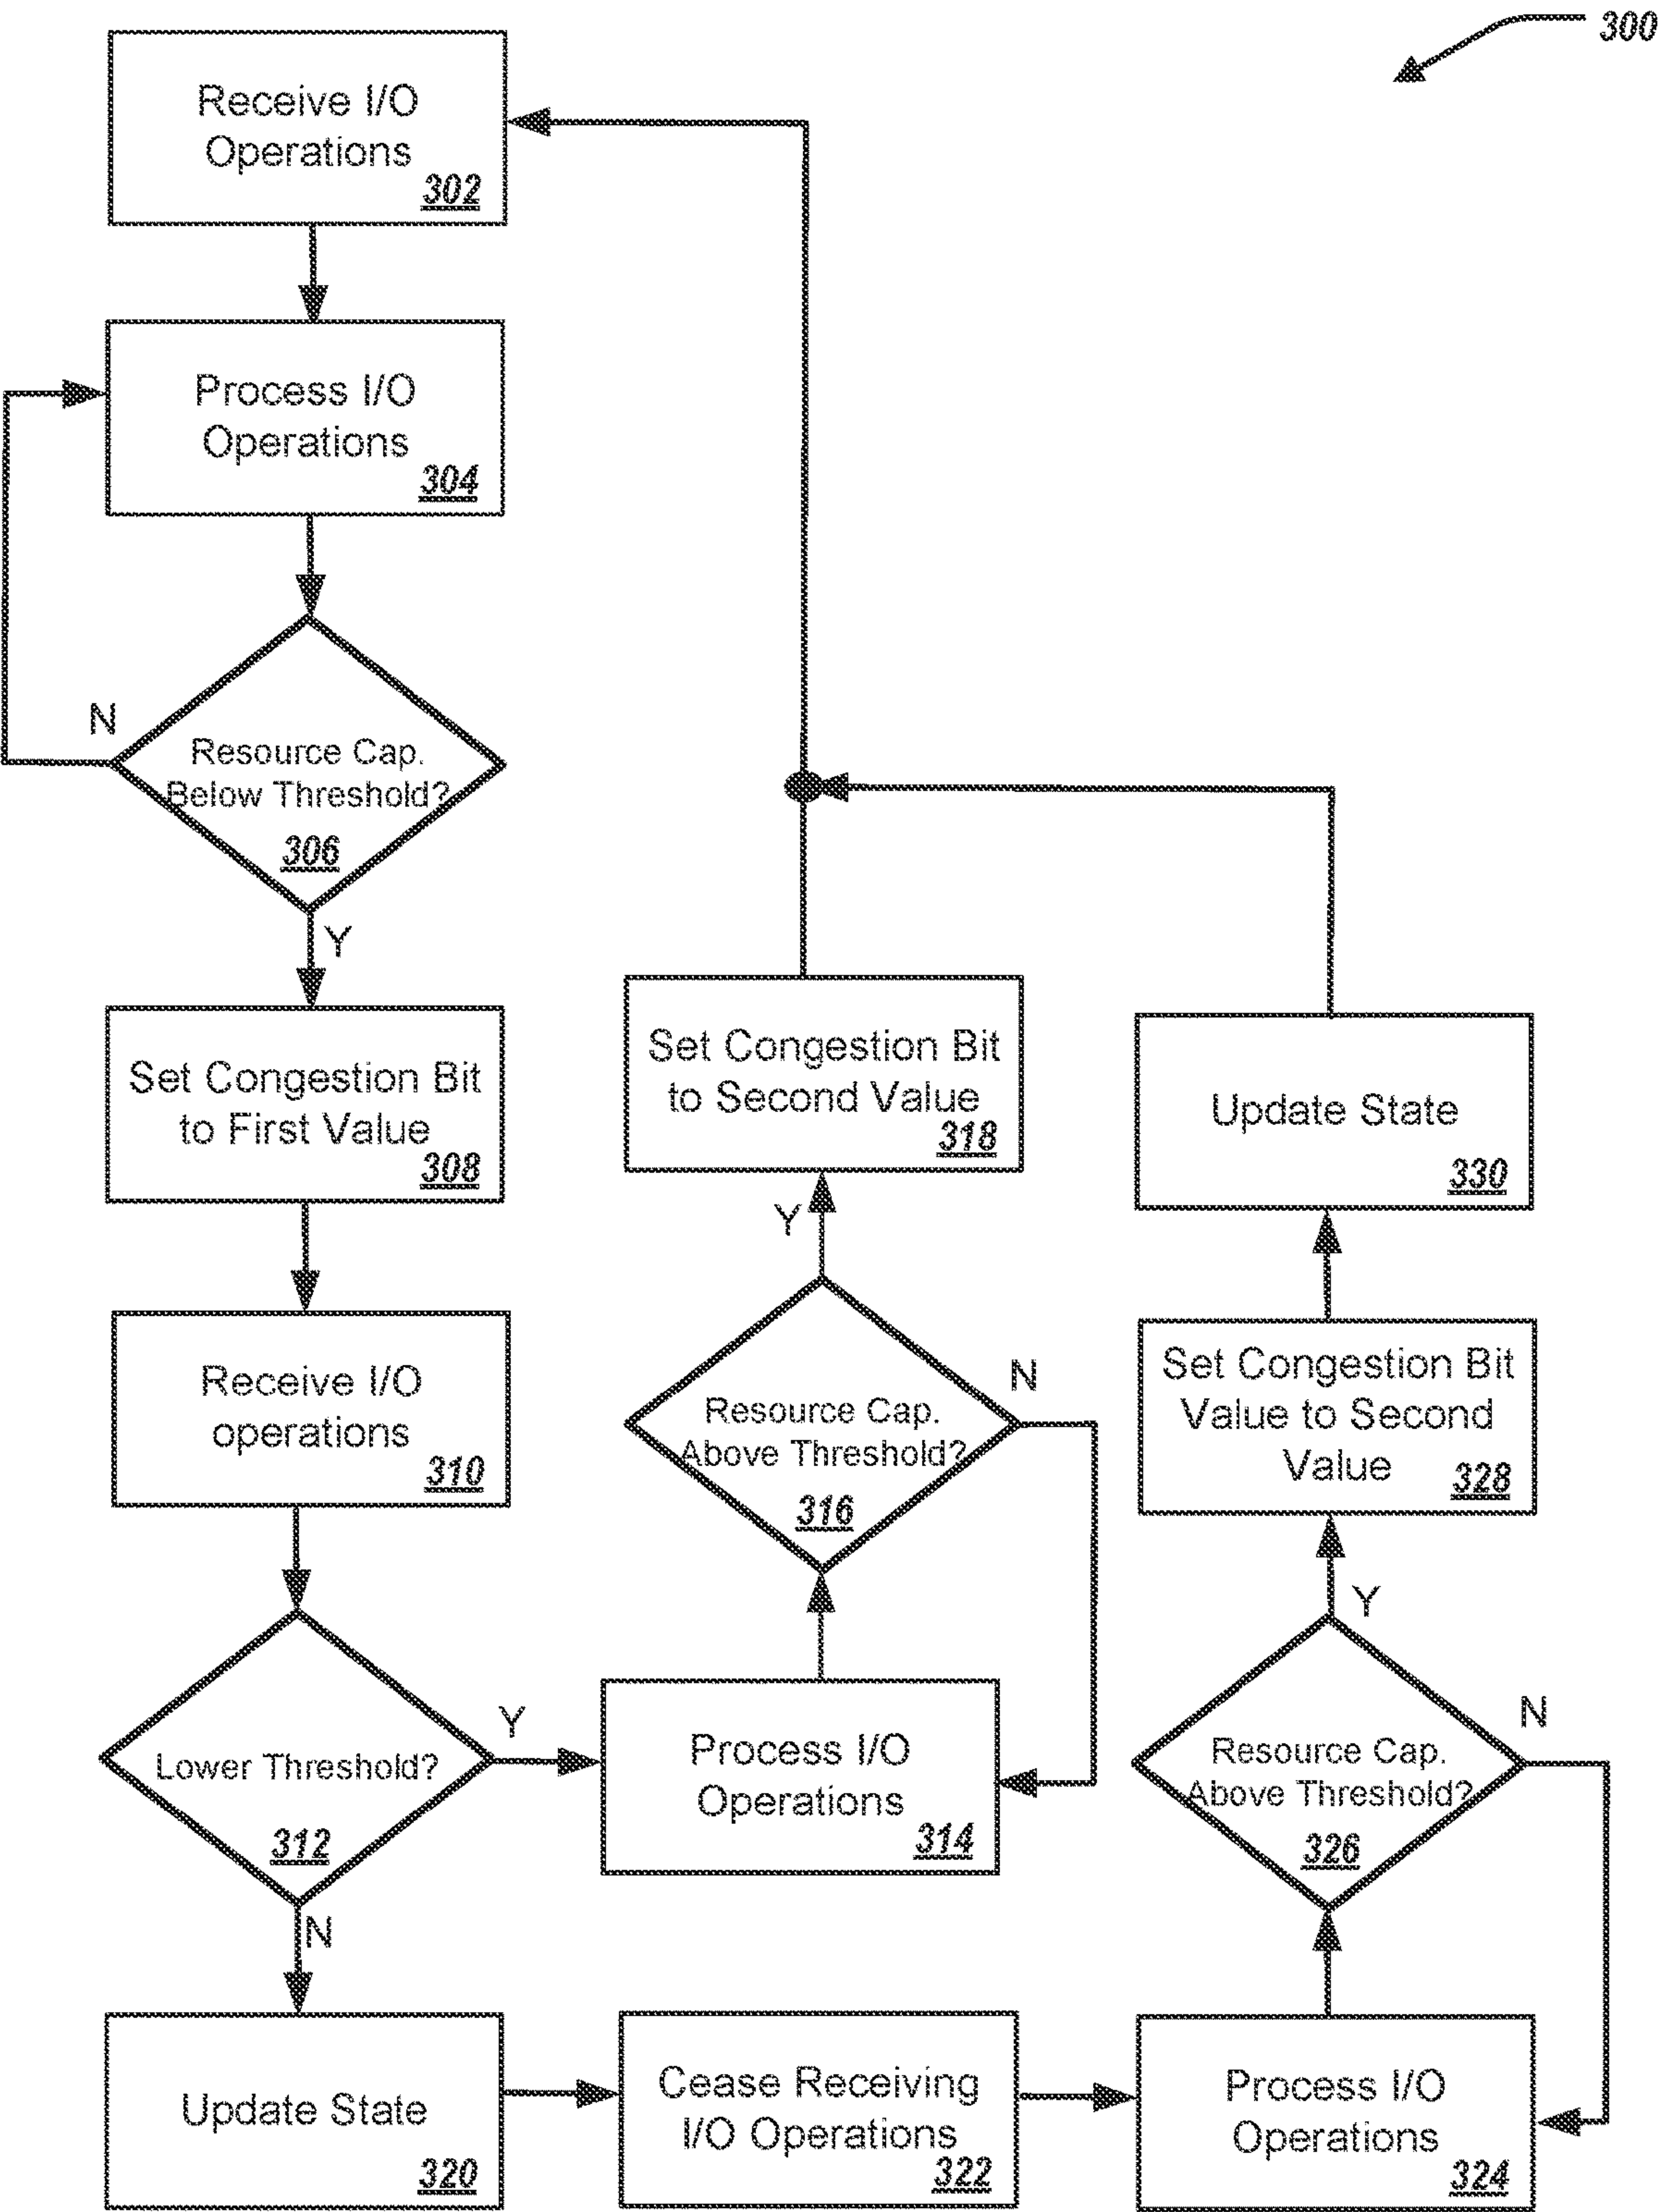 300
Receive I/O
Operations
302
Process I/O
Operations
304
N
Resource Cap.
Below Threshold?
306
Y
Set Congestion Bit
to First Value
308
Receive I/O
operations
310
Lower Threshold?
312
Y
N
Process I/O
Operations
314
Resource Cap.
Above Threshold?
316
N
Y
Set Congestion Bit
to Second Value
318
Update State
320
Cease Receiving
I/O Operations
322
Process I/O
Operations
324
Resource Cap.
Above Threshold?
326
N
Y
Set Congestion Bit
Value to Second
Value
328
Update State
330